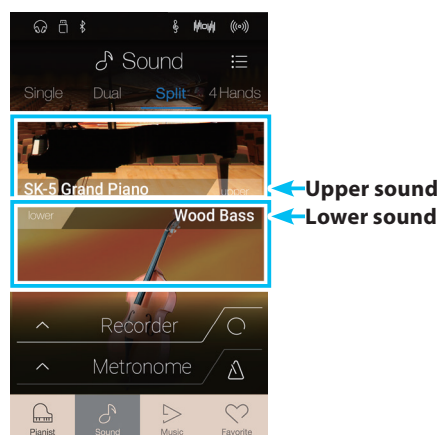 Sound
Single Dual Split 4 Hands
SK-5 Grand Piano
upper
Upper sound
lower
Wood Bass
Lower sound
Recorder
Metronome
Pianist Sound Music Favorite